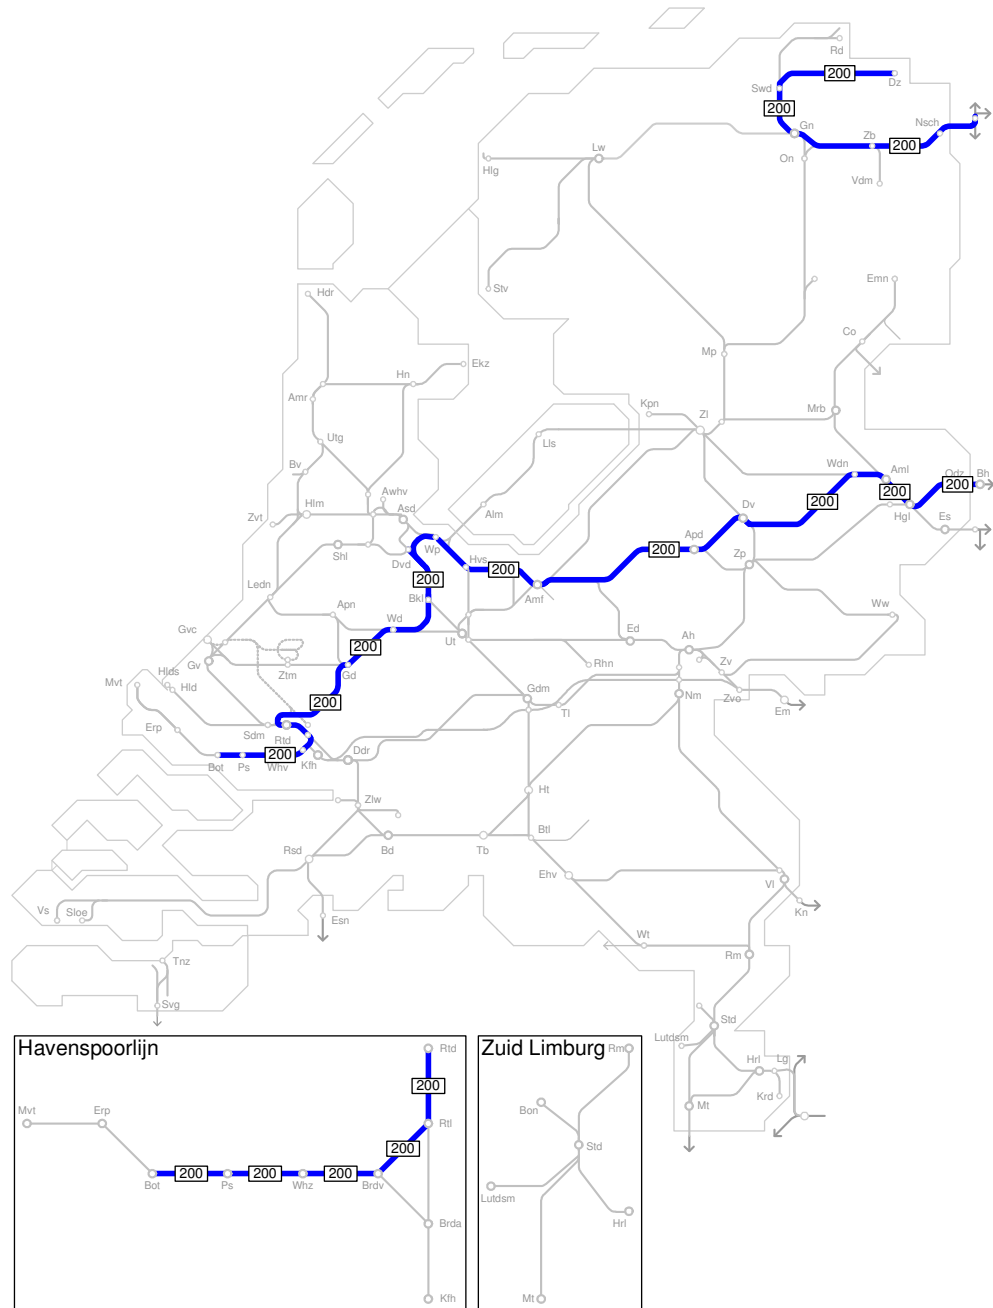 Rd
200
Dz
Swd
200
Gn
Nsch
Zb
200
On
Vdm
Lw
Hlg
Stv
Emn
Hdr
Co
Mp
Ekz
Hn
Amr
Kpn
Zl
Mrb
Utg
Lls
Bv
Wdn
Aml
Odz
Bh
200
200
Awhv
Hlm
Asd
Alm
200
Dv
Hgl
Es
Zvt
Wp
Apd
Shl
Dvd
Hvs
200
200
Zp
200
Ledn
Bkl
Amf
Apn
Wd
Ww
Gvc
Ut
Ed
Ah
200
Gv
Ztm
Gd
Rhn
Zv
Hlds
Hld
Mvt
Gdm
Nm
Zvo
200
Tl
Em
Erp
Sdm
Rtd
Bot
Ps
Whv
200
Kfh
Ddr
Zlw
Ht
Rsd
Bd
Tb
Btl
Ehv
Vl
Vs
Sloe
Esn
Kn
Wt
Rm
Tnz
Svg
Std
Lutdsm
Hrl
Lg
Krd
Mt
Havenspoorlijn
Rtd
200
Mvt
Erp
Rtl
200
200
200
200
Bot
Ps
Whz
Brdv
Brda
Kfh
Zuid Limburg
Rm
Bon
Std
Lutdsm
Hrl
Mt